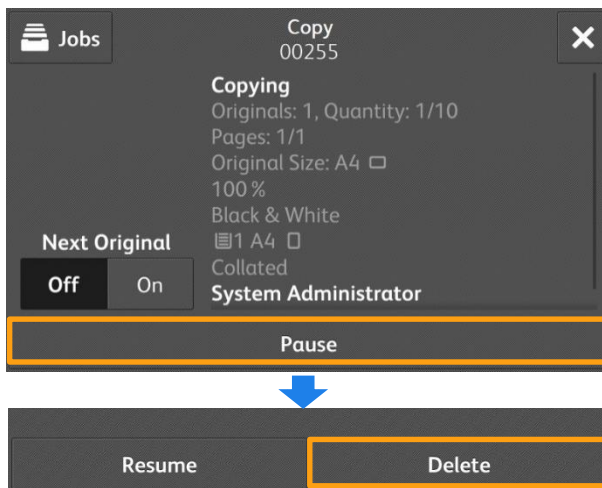 Jobs
Copy
00255
Copying
Originals: 1, Quantity: 1/10
Pages: 1/1
Original Size: A4
100 %
Black & White
1 A4
Collated
System Administrator
Next Original
Off On
Pause
Resume Delete